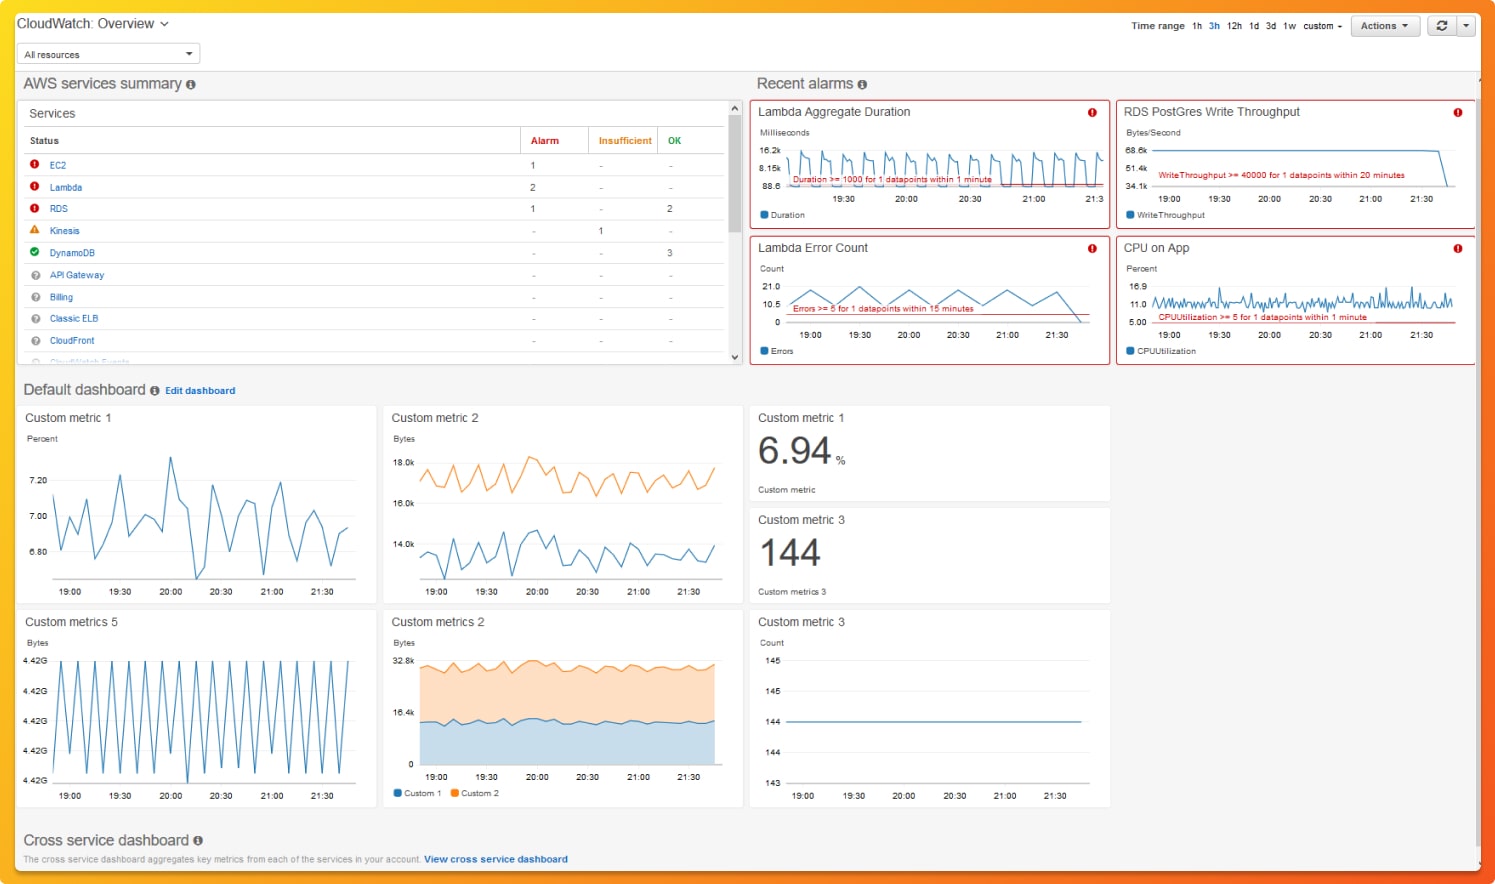 CloudWatch: Overview
Time range 1h 3h 12h 1d 3d 1w custom Actions
All resources
AWS services summary
Services
Status Alarm Insufficient OK
EC2 1 - -
Lambda 2 - -
RDS 1 - 2
Kinesis - 1 -
DynamoDB - - 3
API Gateway - - -
Billing - - -
Classic ELB - - -
CloudFront - - -
CloudWatch Events
Recent alarms
Lambda Aggregate Duration
Milliseconds
16.2k
8.15k
88.6
Duration >= 1000 for 1 datapoints within 1 minute
19:30 20:00 20:30 21:00 21:3
Duration
RDS PostGres Write Throughput
Bytes/Second
68.6k
51.4k
34.1k
WriteThroughput >= 40000 for 1 datapoints within 20 minutes
19:00 19:30 20:00 20:30 21:00 21:30
WriteThroughput
Lambda Error Count
Count
21.0
10.5
0
Errors >= 5 for 1 datapoints within 15 minutes
19:00 19:30 20:00 20:30 21:00 21:30
Errors
CPU on App
Percent
16.9
11.0
5.00
CPUUtilization >= 5 for 1 datapoints within 1 minute
19:00 19:30 20:00 20:30 21:00 21:30
CPUUtilization
Default dashboard Edit dashboard
Custom metric 1
Percent
7.20
7.00
6.80
19:00 19:30 20:00 20:30 21:00 21:30
Custom metric 2
Bytes
18.0k
16.0k
14.0k
19:00 19:30 20:00 20:30 21:00 21:30
Custom metric 1
6.94 %
Custom metric
Custom metric 3
144
Custom metrics 3
Custom metrics 5
Bytes
4.42G
4.42G
4.42G
4.42G
4.42G
19:00 19:30 20:00 20:30 21:00 21:30
Custom metrics 2
Bytes
32.8k
16.4k
0
19:00 19:30 20:00 20:30 21:00 21:30
Custom 1 Custom 2
Custom metric 3
Count
145
145
144
144
143
19:00 19:30 20:00 20:30 21:00 21:30
Cross service dashboard
The cross service dashboard aggregates key metrics from each of the services in your account. View cross service dashboard